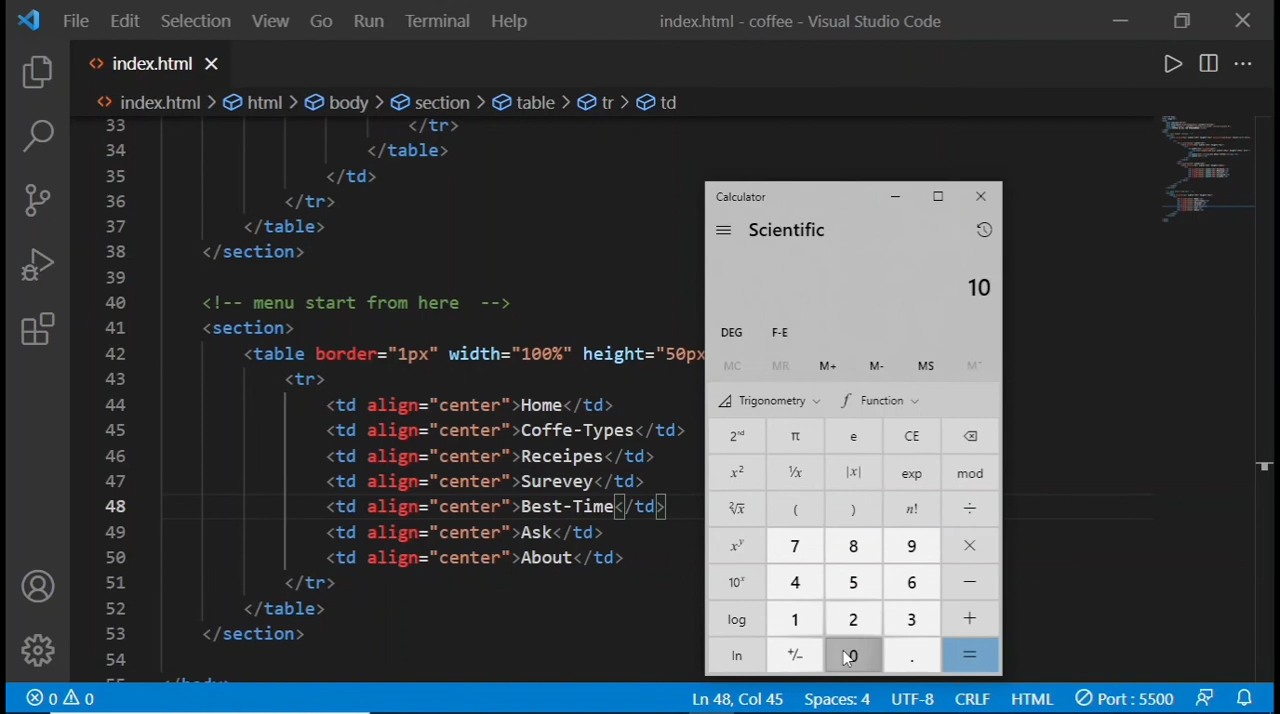 File Edit Selection View Go Run Terminal Help index.html - coffee - Visual Studio Code
index.html
index.html > html > body > section > table > tr > td
33 </tr>
34 </table>
35 </td>
36 </tr>
37 </table>
38 </section>
39
40 <!-- menu start from here -->
41 <section>
42 <table border="1px" width="100%" height="50px
43 <tr>
44 <td align="center">Home</td>
45 <td align="center">Coffe-Types</td>
46 <td align="center">Receipes</td>
47 <td align="center">Surevey</td>
48 <td align="center">Best-Time</td>
49 <td align="center">Ask</td>
50 <td align="center">About</td>
51 </tr>
52 </table>
53 </section>
54
Calculator
Scientific
10
DEG F-E
MC MR M+ M- MS M˅
Trigonometry Function
2ⁿᵈ π e CE
x² ¹/x |x| exp mod
²√x ( ) n! ÷
xʸ 7 8 9 ×
10ˣ 4 5 6 −
log 1 2 3 +
ln +/− 0 . =
0 0 Ln 48, Col 45 Spaces: 4 UTF-8 CRLF HTML Port : 5500